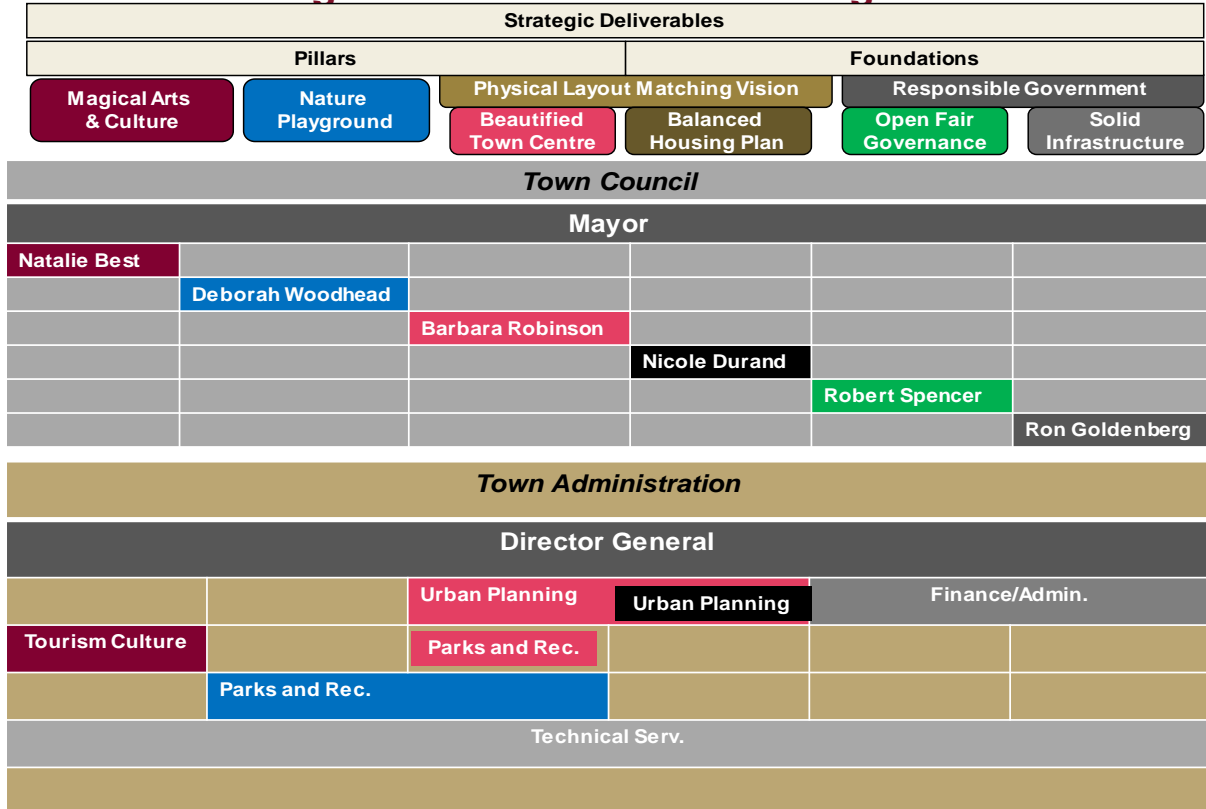 Strategic Deliverables
Pillars
Foundations
Magical Arts
& Culture
Nature
Playground
Physical Layout Matching Vision
Responsible Government
Beautified
Town Centre
Balanced
Housing Plan
Open Fair
Governance
Solid
Infrastructure
Town Council
Mayor
Natalie Best
Deborah Woodhead
Barbara Robinson
Nicole Durand
Robert Spencer
Ron Goldenberg
Town Administration
Director General
Urban Planning
Urban Planning
Finance/Admin.
Tourism Culture
Parks and Rec.
Parks and Rec.
Technical Serv.